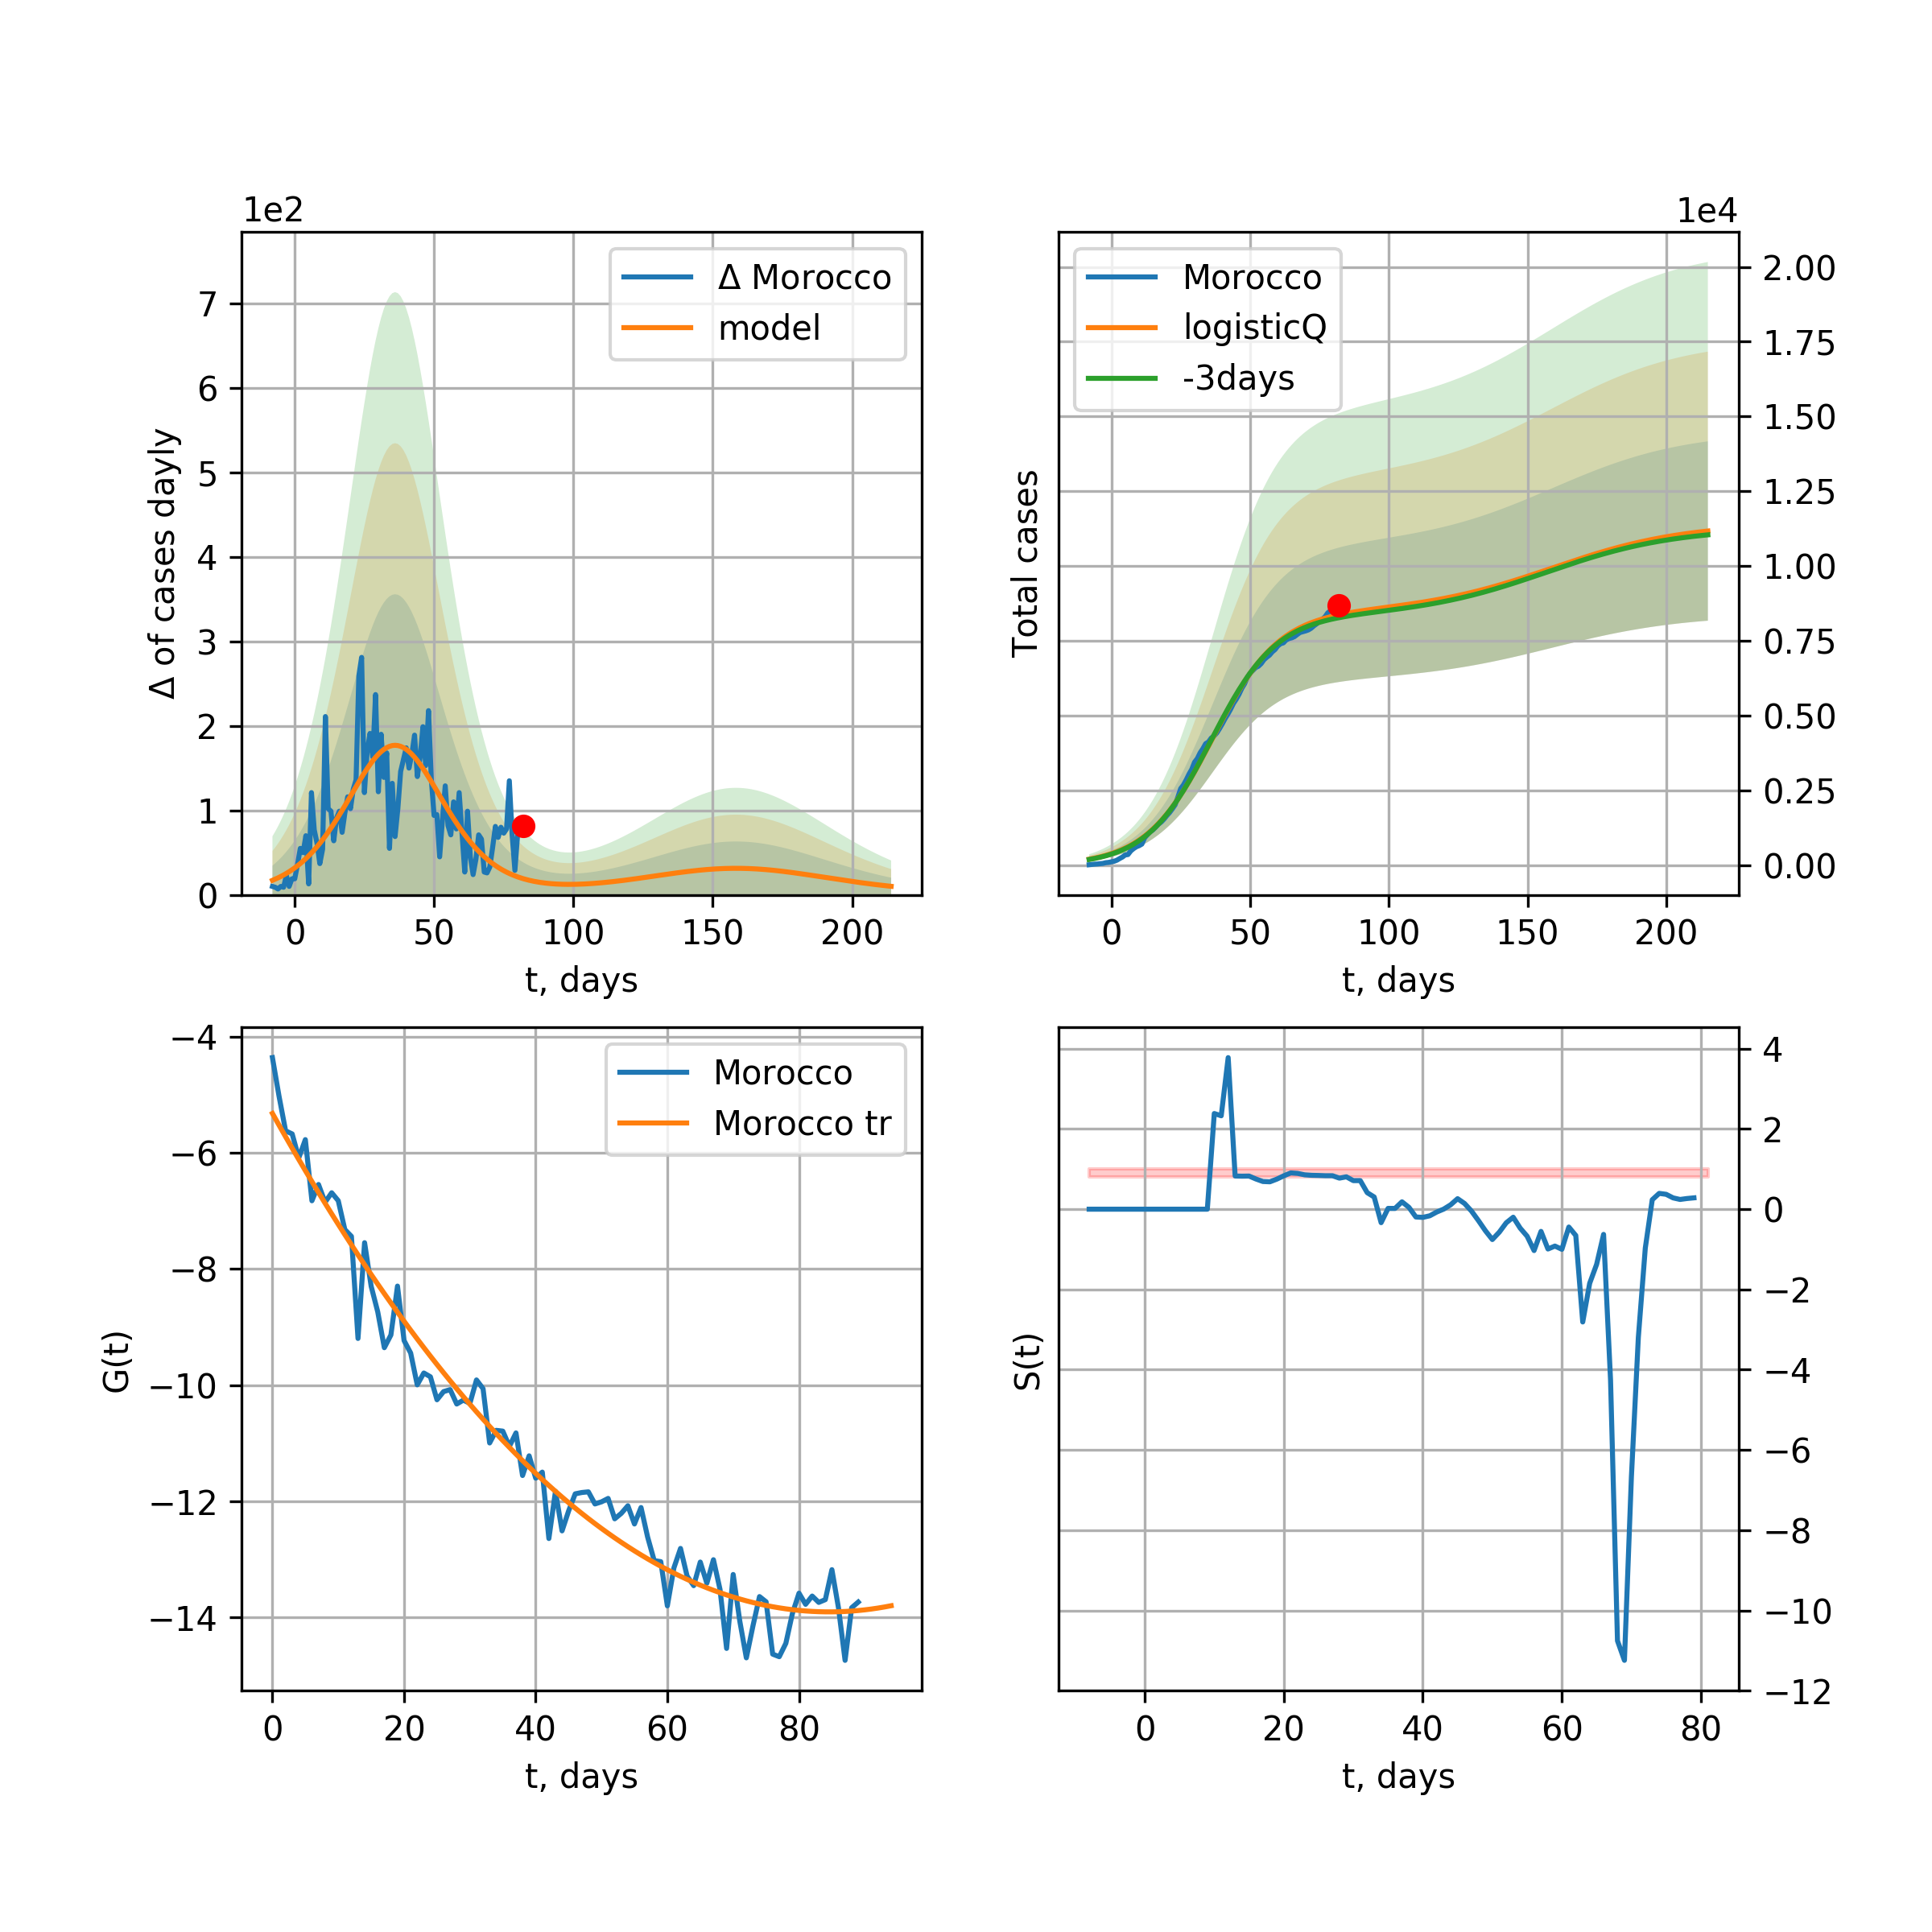 1e2
Δ of cases dayly
7
6
5
4
3
2
1
0
Δ Morocco
model
0 50 100 150 200
t, days
1e4
Total cases
Morocco
logisticQ
-3days
2.00
1.75
1.50
1.25
1.00
0.75
0.50
0.25
0.00
0 50 100 150 200
t, days
G(t)
−4
−6
−8
−10
−12
−14
Morocco
Morocco tr
0 20 40 60 80
t, days
S(t)
4
2
0
−2
−4
−6
−8
−10
−12
0 20 40 60 80
t, days